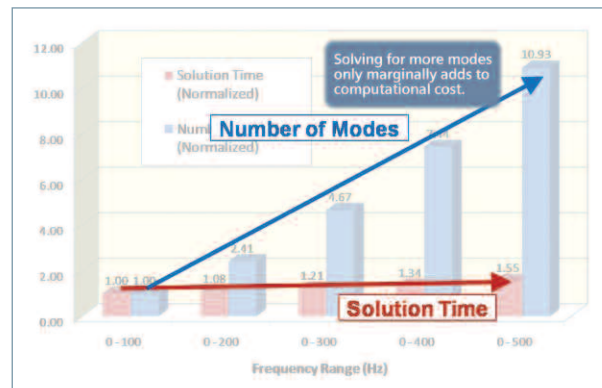 12.00
10.00
8.00
6.00
4.00
2.00
0.00
Solution Time
(Normalized)
(Normalized)
Number of Modes
Solving for more modes
only marginally adds to
computational cost.
1.00 1.00
1.08
2.41
1.21
4.67
1.34
1.55
10.93
Solution Time
0-100
0-200
0-300
0-400
0-500
Frequency Range (Hz)